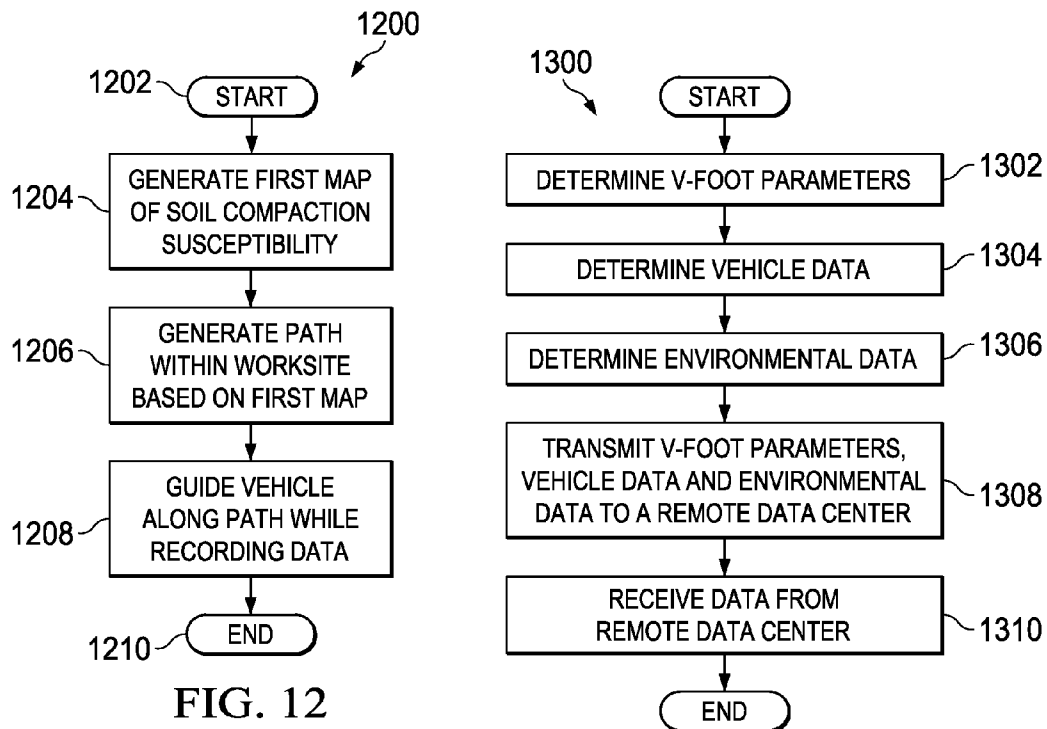 1200
1202
START
1204
GENERATE FIRST MAP
OF SOIL COMPACTION
SUSCEPTIBILITY
1206
GENERATE PATH
WITHIN WORKSITE
BASED ON FIRST MAP
1208
GUIDE VEHICLE
ALONG PATH WHILE
RECORDING DATA
1210
END
FIG. 12
1300
START
DETERMINE V-FOOT PARAMETERS
1302
DETERMINE VEHICLE DATA
1304
DETERMINE ENVIRONMENTAL DATA
1306
TRANSMIT V-FOOT PARAMETERS,
VEHICLE DATA AND ENVIRONMENTAL
DATA TO A REMOTE DATA CENTER
1308
RECEIVE DATA FROM
REMOTE DATA CENTER
1310
END